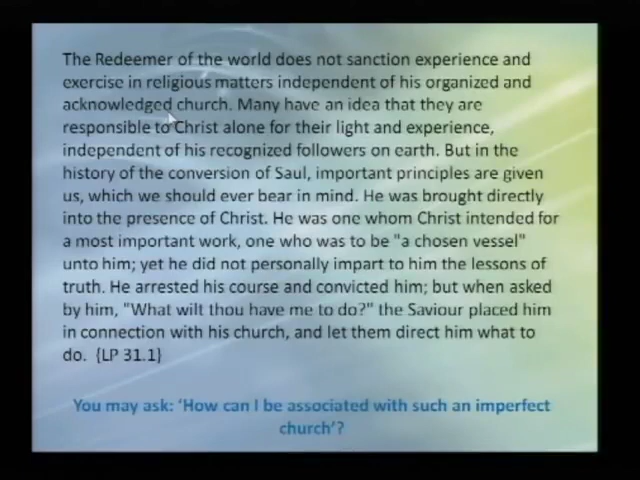 The Redeemer of the world does not sanction experience and
exercise in religious matters independent of his organized and
acknowledged church. Many have an idea that they are
responsible to Christ alone for their light and experience,
independent of his recognized followers on earth. But in the
history of the conversion of Saul, important principles are given
us, which we should ever bear in mind. He was brought directly
into the presence of Christ. He was one whom Christ intended for
a most important work, one who was to be "a chosen vessel"
unto him; yet he did not personally impart to him the lessons of
truth. He arrested his course and convicted him; but when asked
by him, "What wilt thou have me to do?" the Saviour placed him
in connection with his church, and let them direct him what to
do. {LP 31.1}
You may ask: ‘How can I be associated with such an imperfect
church’?